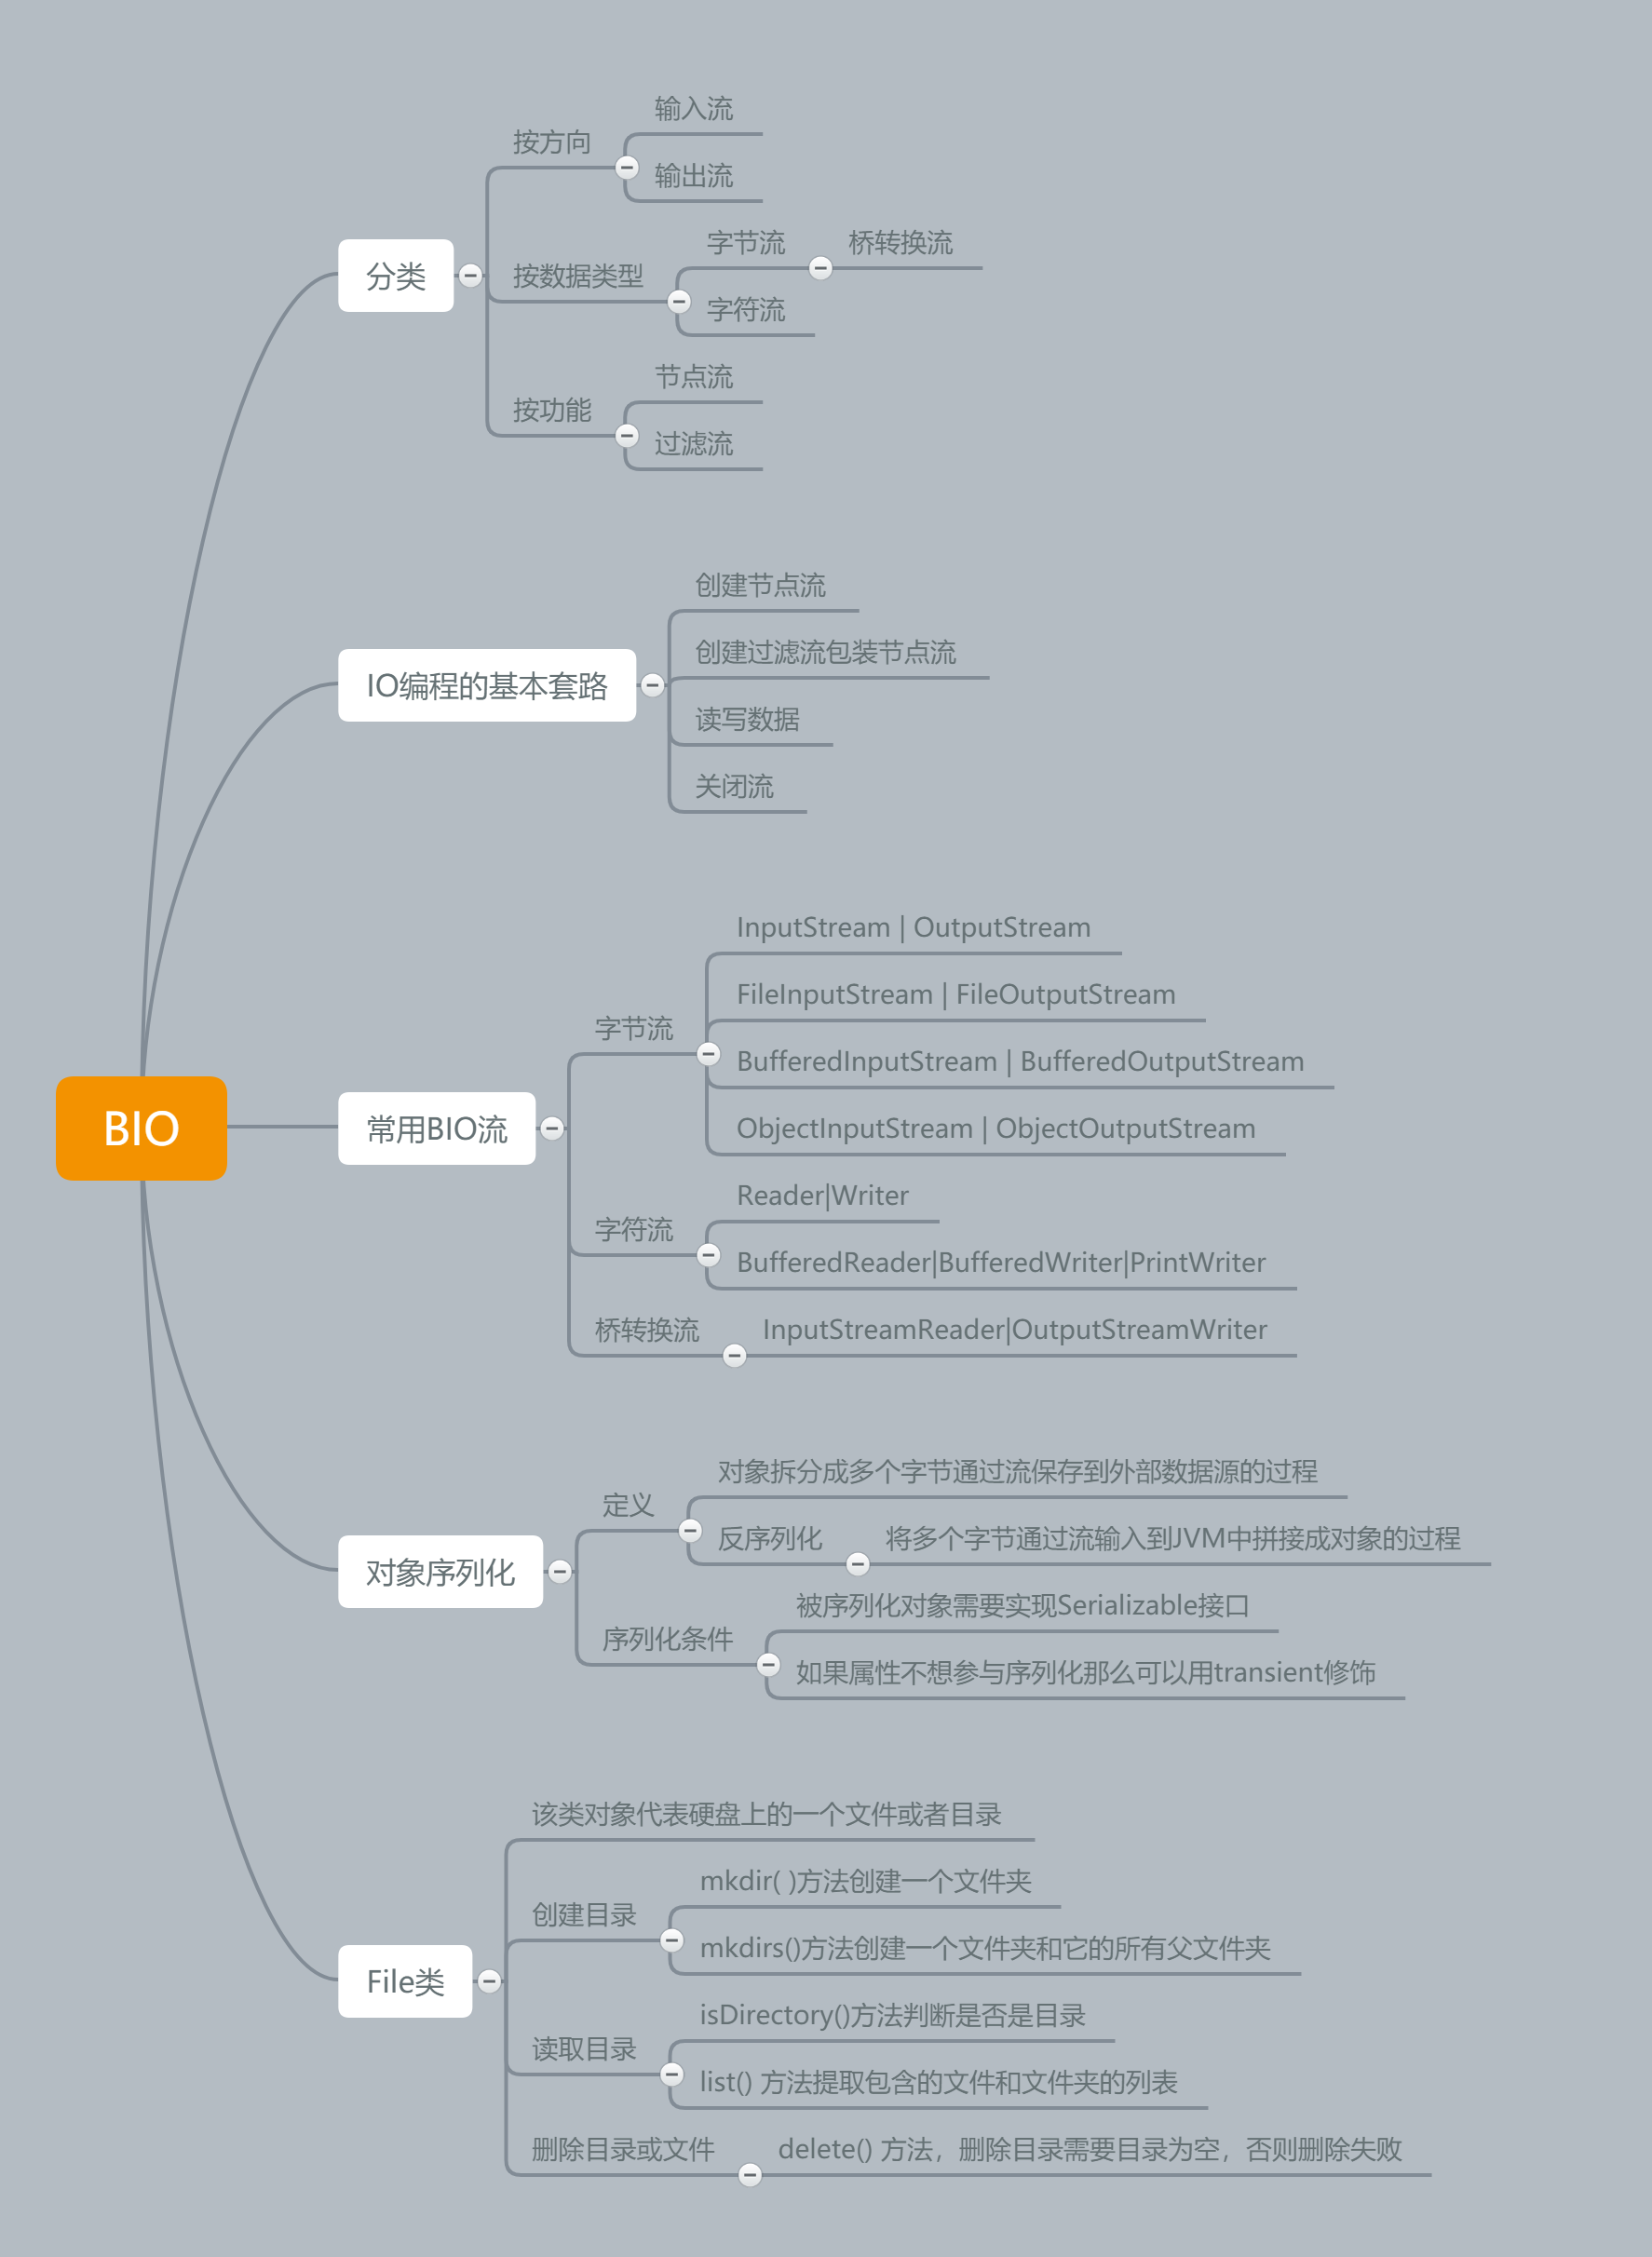 BIO
分类
按方向
输入流
输出流
按数据类型
字节流
桥转换流
字符流
按功能
节点流
过滤流
IO编程的基本套路
创建节点流
创建过滤流包装节点流
读写数据
关闭流
常用BIO流
字节流
InputStream | OutputStream
FileInputStream | FileOutputStream
BufferedInputStream | BufferedOutputStream
ObjectInputStream | ObjectOutputStream
字符流
Reader|Writer
BufferedReader|BufferedWriter|PrintWriter
桥转换流
InputStreamReader|OutputStreamWriter
对象序列化
定义
对象拆分成多个字节通过流保存到外部数据源的过程
反序列化
将多个字节通过流输入到JVM中拼接成对象的过程
序列化条件
被序列化对象需要实现Serializable接口
如果属性不想参与序列化那么可以用transient修饰
File类
该类对象代表硬盘上的一个文件或者目录
创建目录
mkdir( )方法创建一个文件夹
mkdirs()方法创建一个文件夹和它的所有父文件夹
读取目录
isDirectory()方法判断是否是目录
list() 方法提取包含的文件和文件夹的列表
删除目录或文件
delete() 方法，删除目录需要目录为空，否则删除失败